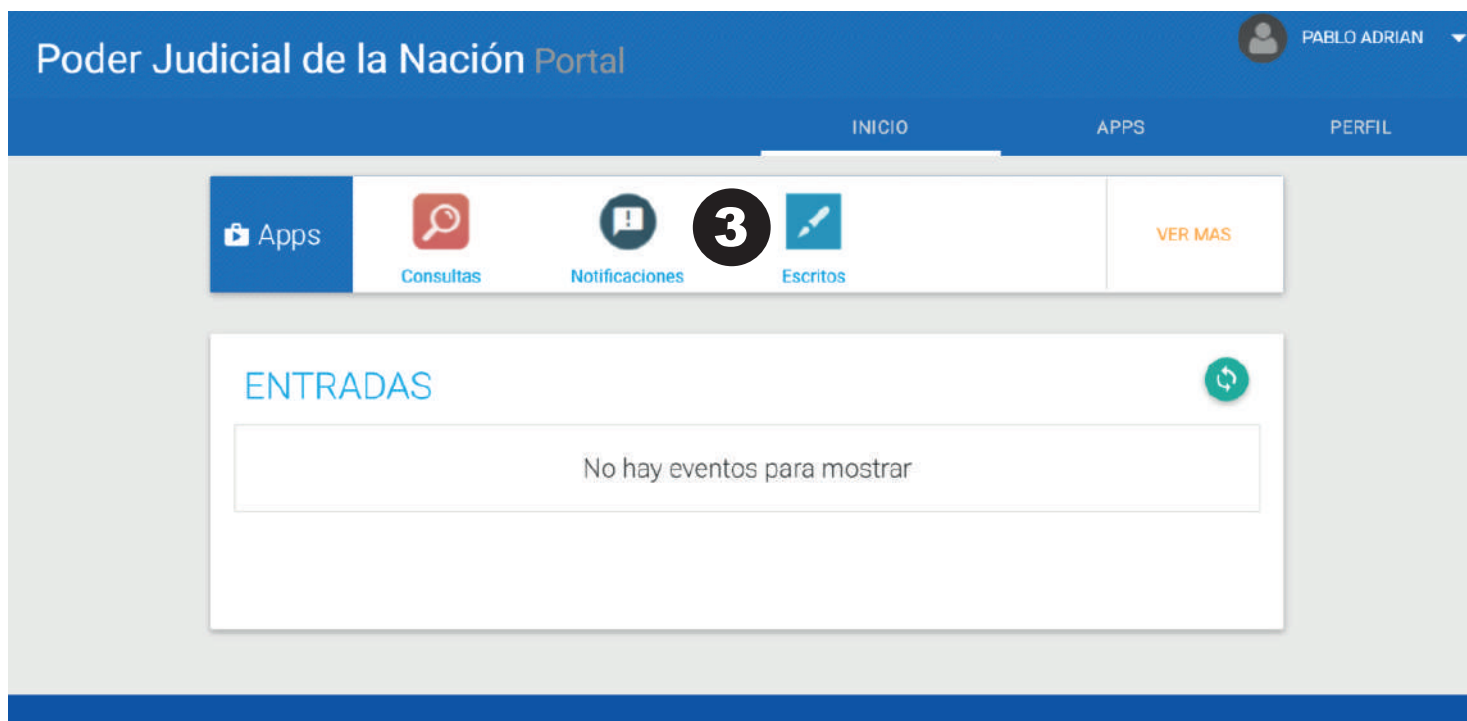 Poder Judicial de la Nación Portal
PABLO ADRIAN
INICIO
APPS
PERFIL
Apps
Consultas
Notificaciones
3
Escritos
VER MAS
ENTRADAS
No hay eventos para mostrar